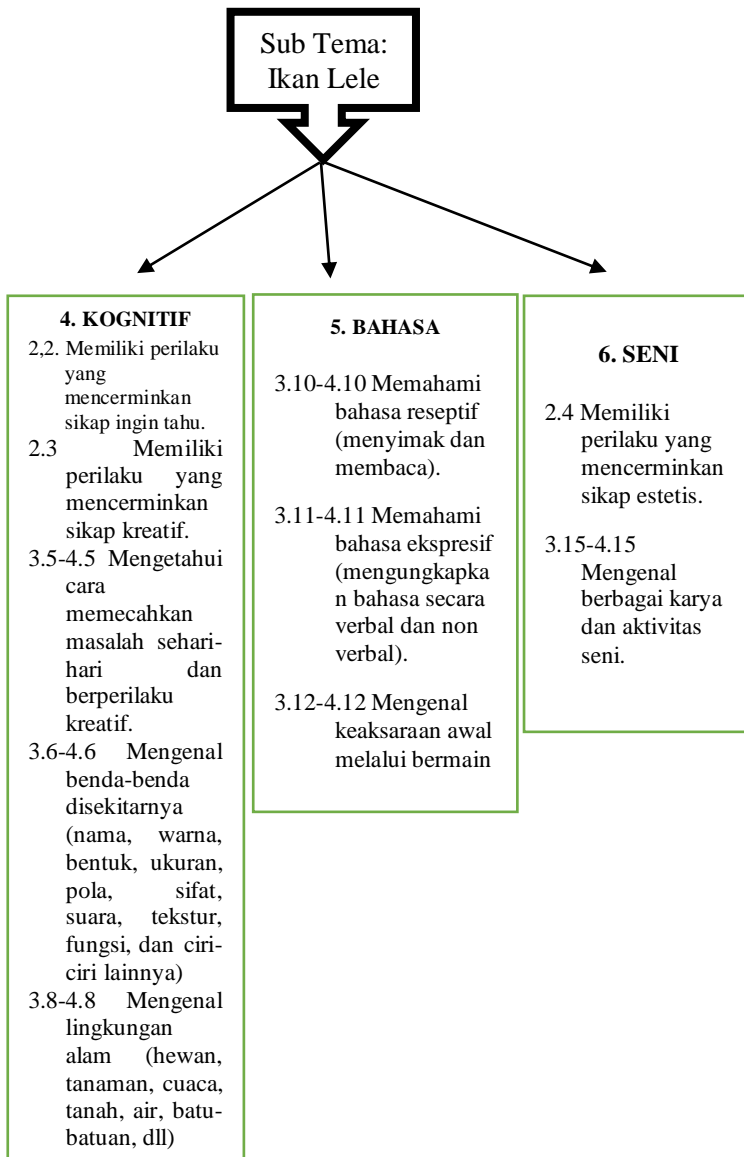 Sub Tema:
Ikan Lele
4. KOGNITIF
2,2. Memiliki perilaku
yang
mencerminkan
sikap ingin tahu.
2.3 Memiliki
perilaku yang
mencerminkan
sikap kreatif.
3.5-4.5 Mengetahui
cara
memecahkan
masalah sehari-
hari dan
berperilaku
kreatif.
3.6-4.6 Mengenal
benda-benda
disekitarnya
(nama, warna,
bentuk, ukuran,
pola, sifat,
suara, tekstur,
fungsi, dan ciri-
ciri lainnya)
3.8-4.8 Mengenal
lingkungan
alam (hewan,
tanaman, cuaca,
tanah, air, batu-
batuan, dll)
5. BAHASA
3.10-4.10 Memahami
bahasa reseptif
(menyimak dan
membaca).
3.11-4.11 Memahami
bahasa ekspresif
(mengungkapka
n bahasa secara
verbal dan non
verbal).
3.12-4.12 Mengenal
keaksaraan awal
melalui bermain
6. SENI
2.4 Memiliki
perilaku yang
mencerminkan
sikap estetis.
3.15-4.15
Mengenal
berbagai karya
dan aktivitas
seni.